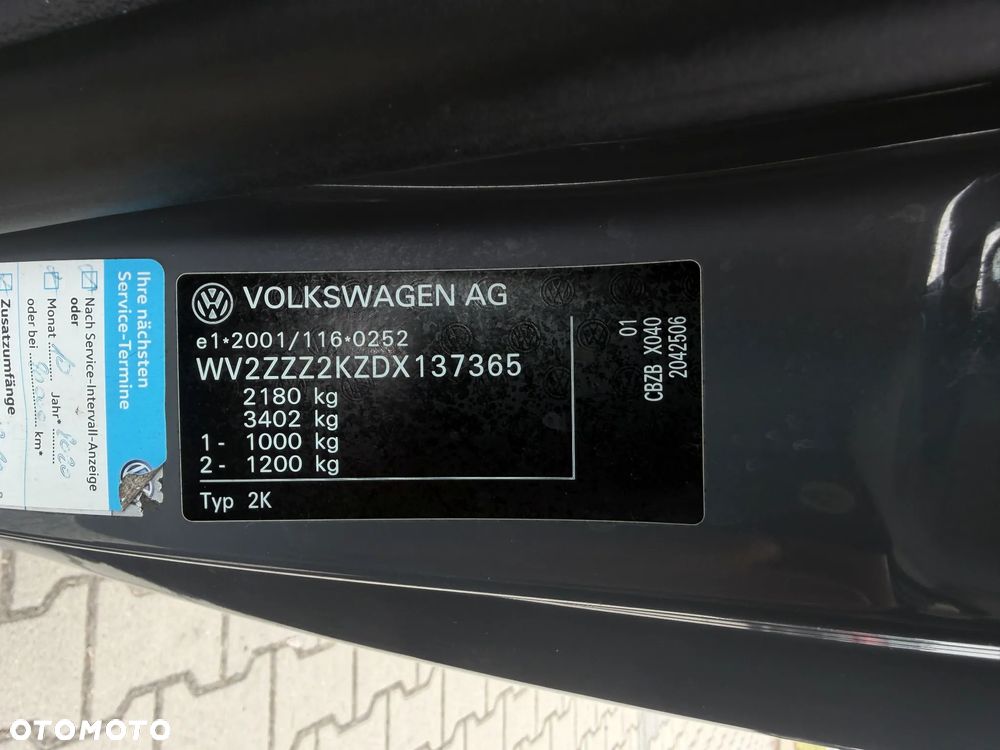 VOLKSWAGEN AG
e1*2001/116*0252
WV2ZZZ2KZDX137365
2180 kg
3402 kg
1- 1000 kg
2- 1200 kg
Typ 2K
01
CBZB X040
2042506
Ihre nächsten
Service-Termine
Nach Service-Intervall-Anzeige
oder
Monat Jahr* 2020
oder bei km*
Zusatzumfänge
OTOMOTO